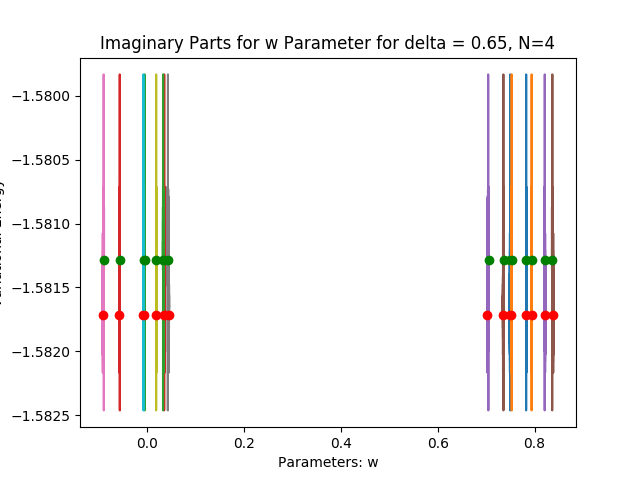 Imaginary Parts for w Parameter for delta = 0.65, N=4
−1.5800
−1.5805
−1.5810
−1.5815
−1.5820
−1.5825
0.0 0.2 0.4 0.6 0.8
Parameters: w